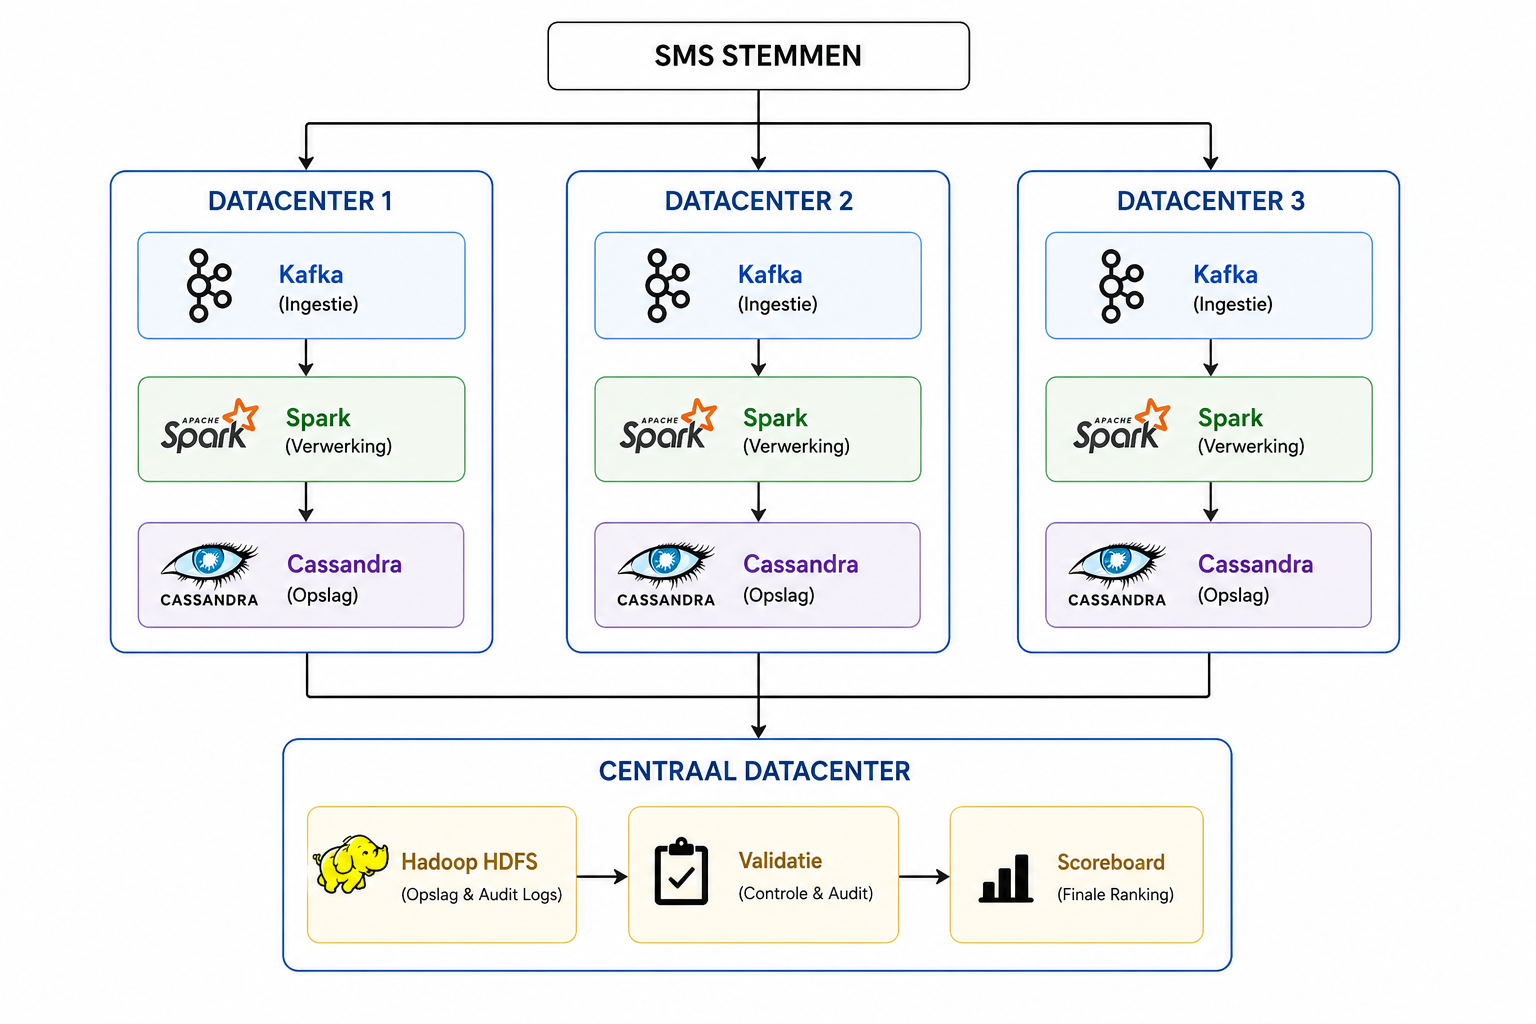 SMS STEMMEN
DATACENTER 1
Kafka
(Ingestie)
APACHE
Spark
Spark
(Verwerking)
CASSANDRA
Cassandra
(Opslag)
DATACENTER 2
Kafka
(Ingestie)
APACHE
Spark
Spark
(Verwerking)
CASSANDRA
Cassandra
(Opslag)
DATACENTER 3
Kafka
(Ingestie)
APACHE
Spark
Spark
(Verwerking)
CASSANDRA
Cassandra
(Opslag)
CENTRAAL DATACENTER
Hadoop HDFS
(Opslag & Audit Logs)
Validatie
(Controle & Audit)
Scoreboard
(Finale Ranking)